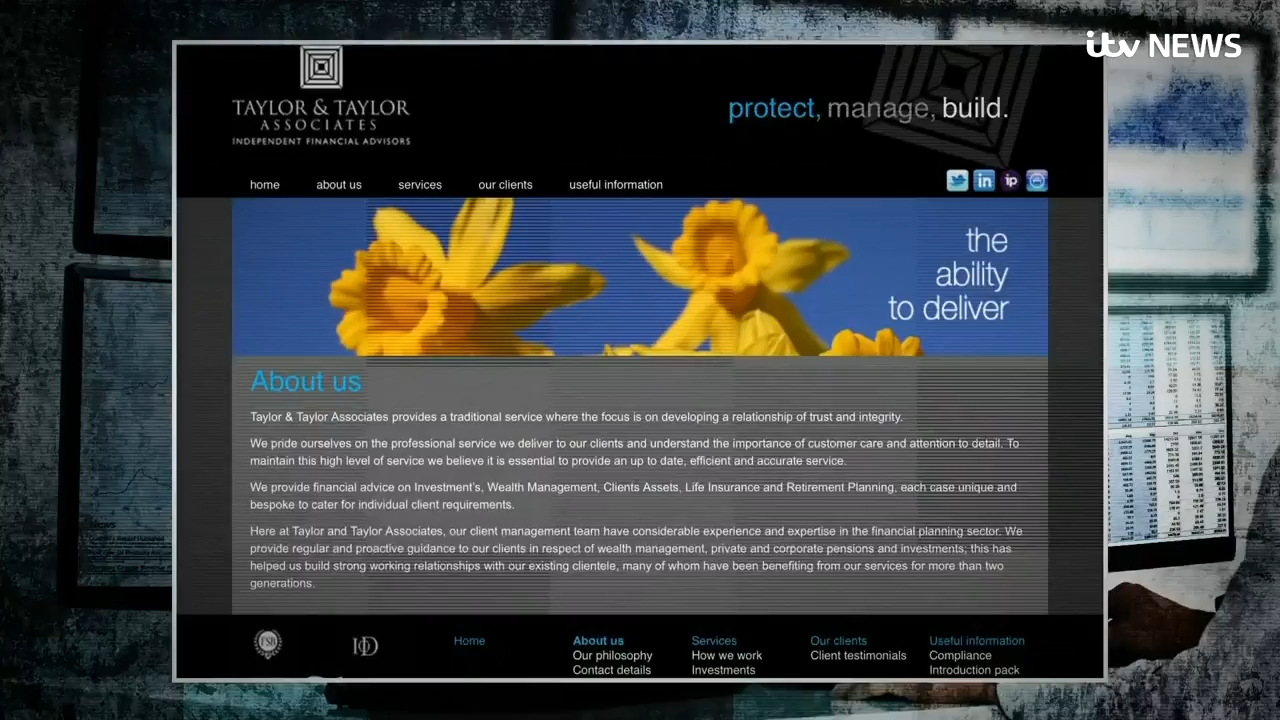 itv NEWS
TAYLOR & TAYLOR
ASSOCIATES
INDEPENDENT FINANCIAL ADVISORS
protect, manage, build.
home about us services our clients useful information
in ip
the
ability
to deliver
About us
Taylor & Taylor Associates provides a traditional service where the focus is on developing a relationship of trust and integrity.
We pride ourselves on the professional service we deliver to our clients and understand the importance of customer care and attention to detail. To
maintain this high level of service we believe it is essential to provide an up to date, efficient and accurate service.
We provide financial advice on Investment's, Wealth Management, Clients Assets, Life Insurance and Retirement Planning, each case unique and
bespoke to cater for individual client requirements.
Here at Taylor and Taylor Associates, our client management team have considerable experience and expertise in the financial planning sector. We
provide regular and proactive guidance to our clients in respect of wealth management, private and corporate pensions and investments; this has
helped us build strong working relationships with our existing clientele, many of whom have been benefiting from our services for more than two
generations.
FSB IoD Home About us Services Our clients Useful information
Our philosophy How we work Client testimonials Compliance
Contact details Investments Introduction pack